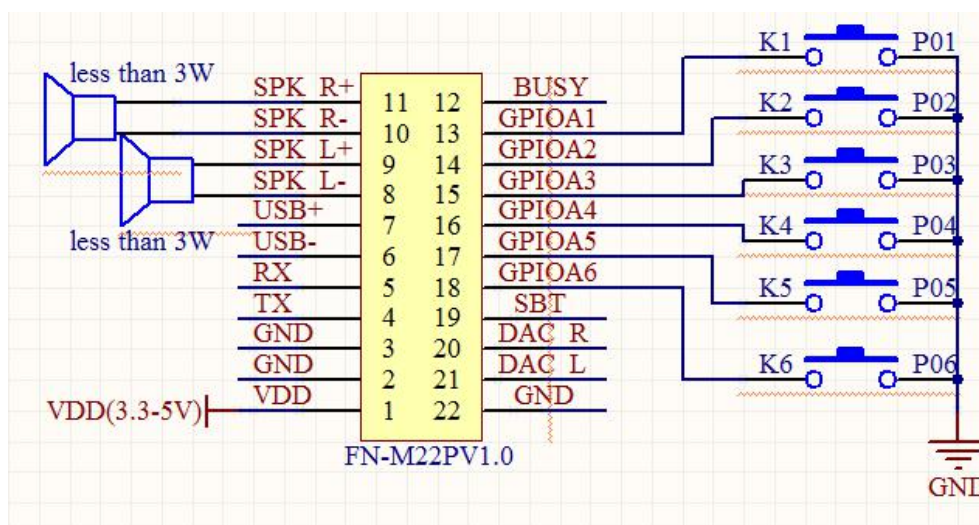 less than 3W
less than 3W
SPK R+
SPK R-
SPK L+
SPK L-
USB+
USB-
RX
TX
GND
GND
VDD
VDD(3.3-5V)
11 12
10 13
9 14
8 15
7 16
6 17
5 18
4 19
3 20
2 21
1 22
FN-M22PV1.0
BUSY
GPIOA1
GPIOA2
GPIOA3
GPIOA4
GPIOA5
GPIOA6
SBT
DAC R
DAC L
GND
K1 P01
K2 P02
K3 P03
K4 P04
K5 P05
K6 P06
GND